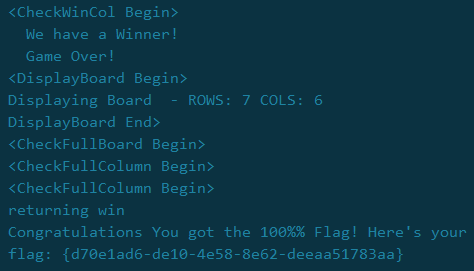 <CheckWinCol Begin>
We have a Winner!
Game Over!
<DisplayBoard Begin>
Displaying Board - ROWS: 7 COLS: 6
DisplayBoard End>
<CheckFullBoard Begin>
<CheckFullColumn Begin>
<CheckFullColumn Begin>
returning win
Congratulations You got the 100%% Flag! Here's your
flag: {d70e1ad6-de10-4e58-8e62-deeaa51783aa}